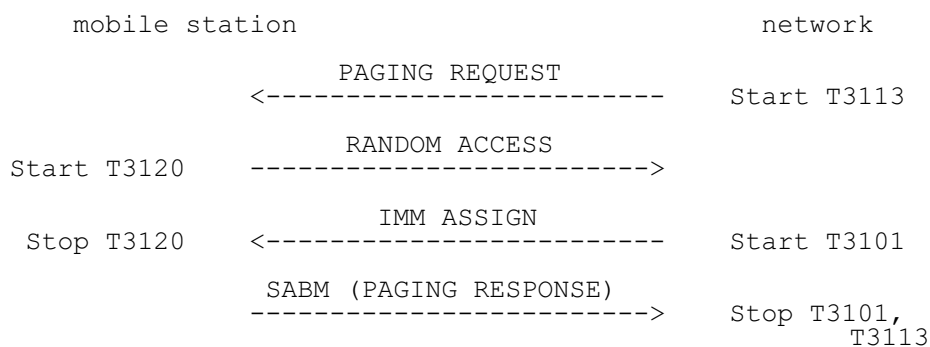 mobile station network
PAGING REQUEST
<------------------------- Start T3113
RANDOM ACCESS
Start T3120 ------------------------->
IMM ASSIGN
Stop T3120 <------------------------- Start T3101
SABM (PAGING RESPONSE)
-------------------------> Stop T3101,
T3113